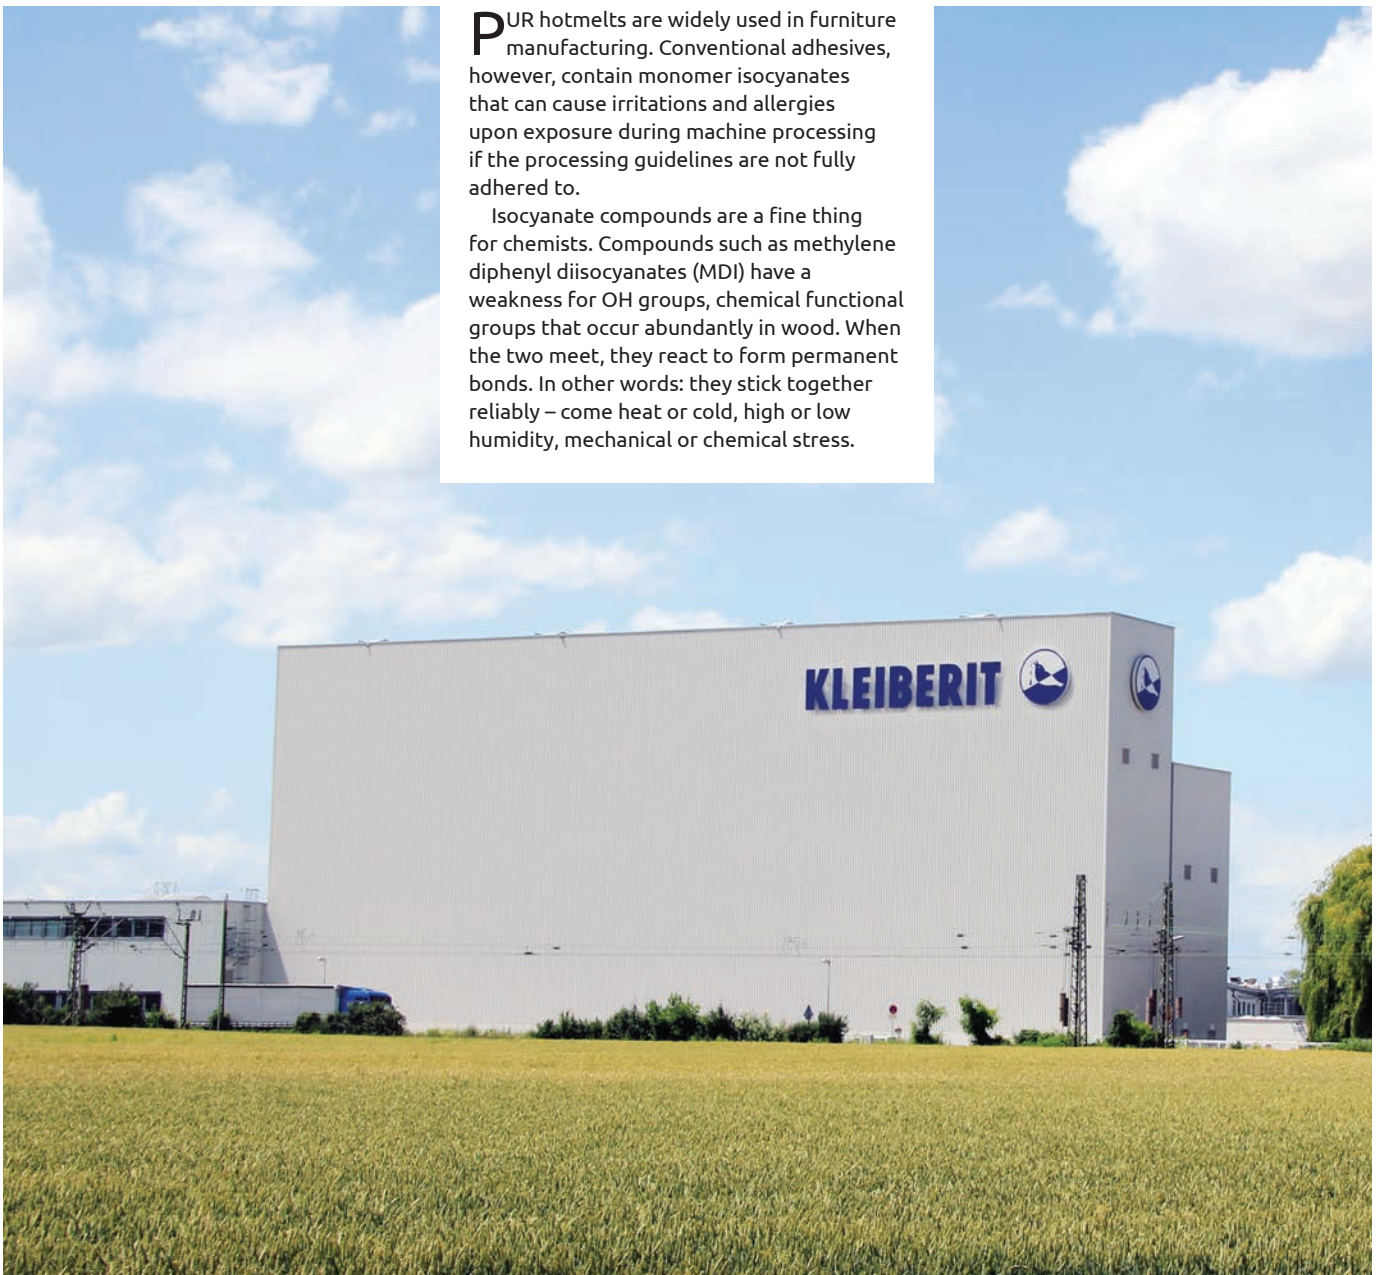 PUR hotmelts are widely used in furniture
manufacturing. Conventional adhesives,
however, contain monomer isocyanates
that can cause irritations and allergies
upon exposure during machine processing
if the processing guidelines are not fully
adhered to.
Isocyanate compounds are a fine thing
for chemists. Compounds such as methylene
diphenyl diisocyanates (MDI) have a
weakness for OH groups, chemical functional
groups that occur abundantly in wood. When
the two meet, they react to form permanent
bonds. In other words: they stick together
reliably – come heat or cold, high or low
humidity, mechanical or chemical stress.
KLEIBERIT